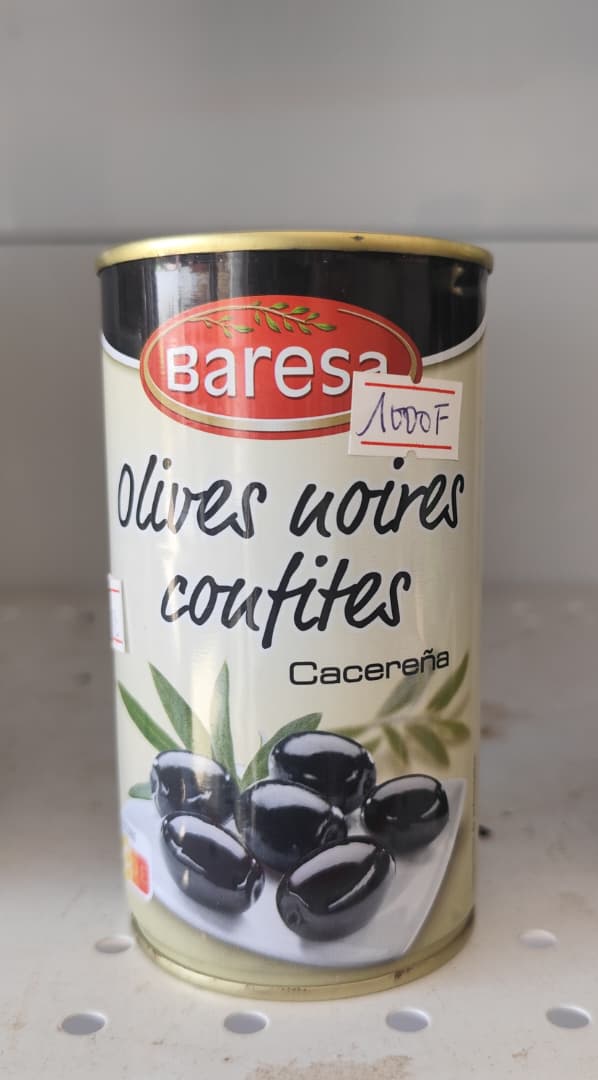 Baresa
1000F
Olives noires
confites
Cacereña